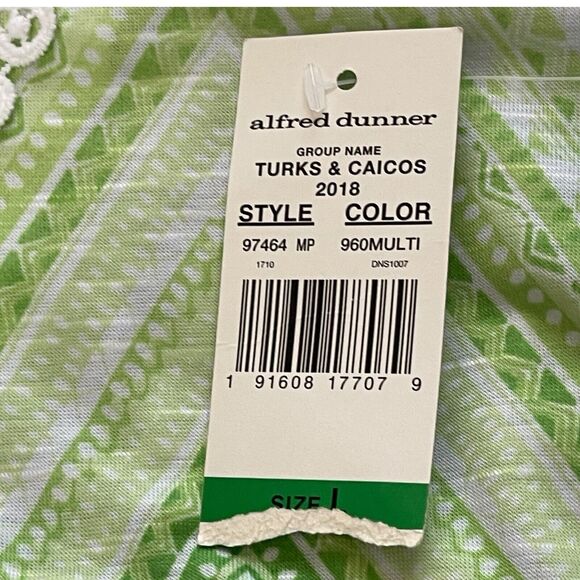 alfred dunner
GROUP NAME
TURKS & CAICOS
2018
STYLE COLOR
97464 MP 960MULTI
1710 DNS1007
1 91608 17707 9
SIZE L